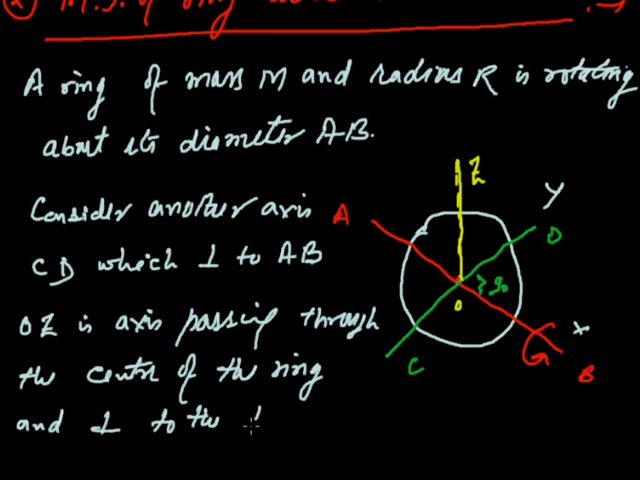 A ring of mass M and radius R is rotating
about its diameter AB.
Consider another axis
CD which ⊥ to AB
OZ is axis passing through
the center of the ring
and ⊥ to the
Z
y
A
D
90
O
x
C
B